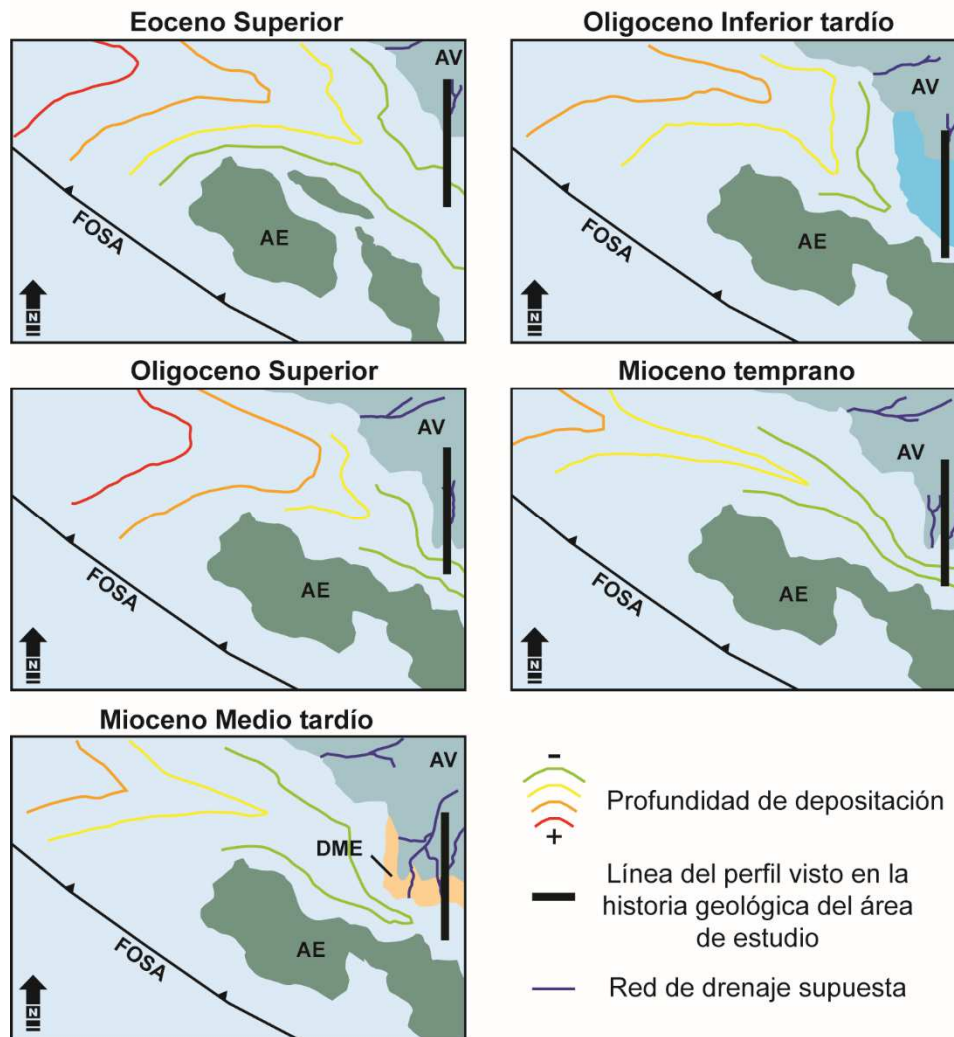 Eoceno Superior
AV
AE
FOSA
N
Oligoceno Inferior tardío
AV
AE
FOSA
N
Oligoceno Superior
AV
AE
FOSA
N
Mioceno temprano
AV
AE
FOSA
N
Mioceno Medio tardío
AV
DME
AE
FOSA
N
-
+
Profundidad de depositación
Línea del perfil visto en la
historia geológica del área
de estudio
Red de drenaje supuesta